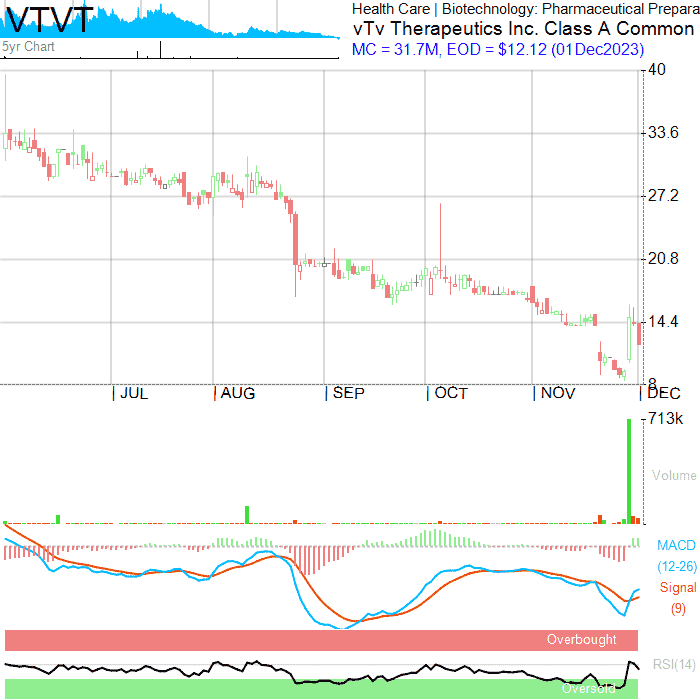 VTVT
5yr Chart
Health Care | Biotechnology: Pharmaceutical Prepara
vTv Therapeutics Inc. Class A Common
MC = 31.7M, EOD = $12.12 (01Dec2023)
40
33.6
27.2
20.8
14.4
8
JUL AUG SEP OCT NOV DEC
713k
Volume
MACD
(12-26)
Signal
(9)
Overbought
RSI(14)
Oversold